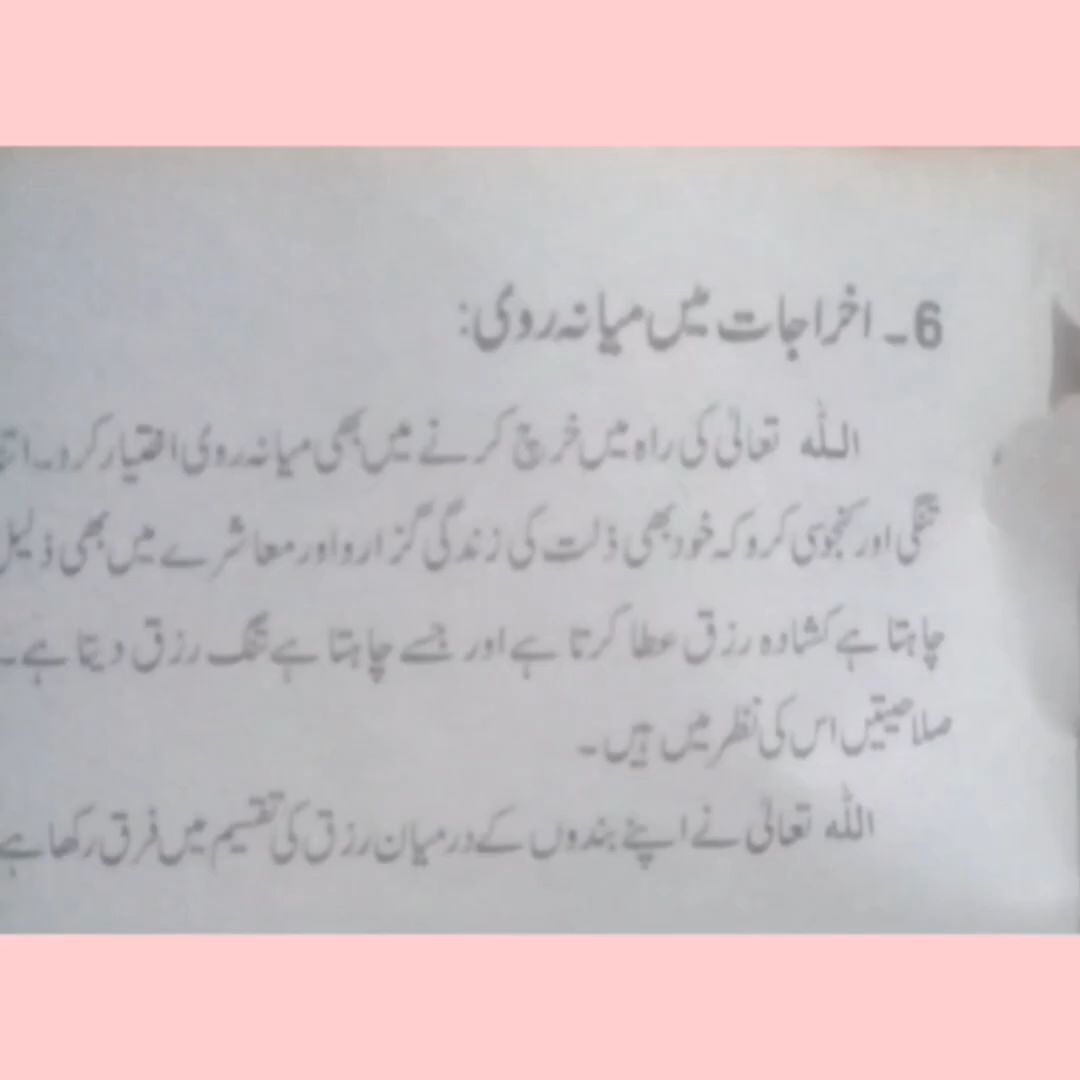 6۔ اخراجات میں میانہ روی:
اللہ تعالیٰ کی راہ میں خرچ کرنے میں بھی میانہ روی اختیار کرو۔
تنگی اور کنجوسی کرو کہ خود بھی ذلت کی زندگی گزارو اور معاشرے میں بھی ذلیل
چاہتا ہے کشادہ رزق عطا کرتا ہے اور جسے چاہتا ہے تنگ رزق دیتا ہے۔
صلاحیتیں اس کی نظر میں ہیں۔
اللہ تعالیٰ نے اپنے بندوں کے درمیان رزق کی تقسیم میں فرق رکھا ہے